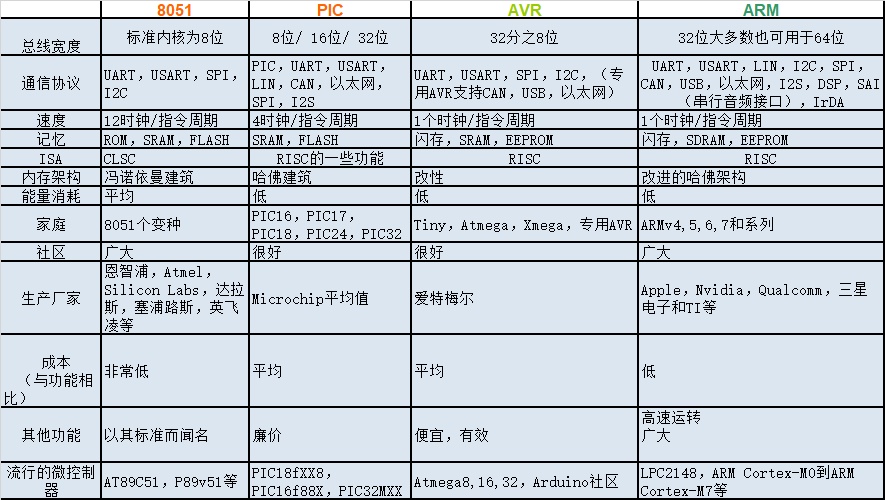 8051 PIC AVR ARM
总线宽度 标准内核为8位 8位/ 16位/ 32位 32分之8位 32位大多数也可用于64位
通信协议
UART, USART, SPI,
I2C
PIC, UART, USART,
LIN, CAN, 以太网,
SPI, I2S
UART, USART, SPI, I2C, (专
用AVR支持CAN, USB, 以太网)
UART, USART, LIN, I2C, SPI,
CAN, USB, 以太网, I2S, DSP, SAI
(串行音频接口), IrDA
速度 12时钟/指令周期 4时钟/指令周期 1个时钟/指令周期 1个时钟/指令周期
记忆 ROM, SRAM, FLASH SRAM, FLASH 闪存, SRAM, EEPROM 闪存, SDRAM, EEPROM
ISA CLSC RISC的一些功能 RISC RISC
内存架构 冯诺依曼建筑 哈佛建筑 改性 改进的哈佛架构
能量消耗 平均 低 低 低
家庭 8051个变种
PIC16, PIC17,
PIC18, PIC24, PIC32
Tiny, Atmega, Xmega, 专用AVR ARMv4,5,6,7和系列
社区 广大 很好 很好 广大
生产厂家
恩智浦, Atmel,
Silicon Labs, 达拉
斯, 塞浦路斯, 英飞
凌等
Microchip平均值 爱特梅尔
Apple, Nvidia, Qualcomm, 三星
电子和TI等
成本
(与功能相
比)
非常低 平均 平均 低
其他功能 以其标准而闻名 廉价 便宜, 有效
高速运转
广大
流行的微控制
器
AT89C51, P89v51等
PIC18fXX8,
PIC16f88X, PIC32MXX
Atmega8,16,32, Arduino社区
LPC2148, ARM Cortex-M0到ARM
Cortex-M7等